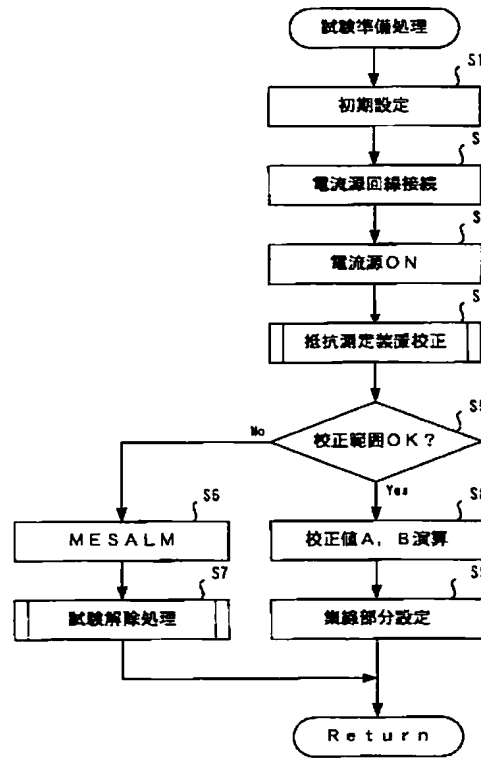 試験準備処理
S1
初期設定
S
電流源回線接続
S
電流源ON
S
抵抗測定装置校正
S5
校正範囲OK?
No
Yes
S6
MESALM
S8
校正値A, B演算
S7
試験解除処理
S9
集線部分設定
Return